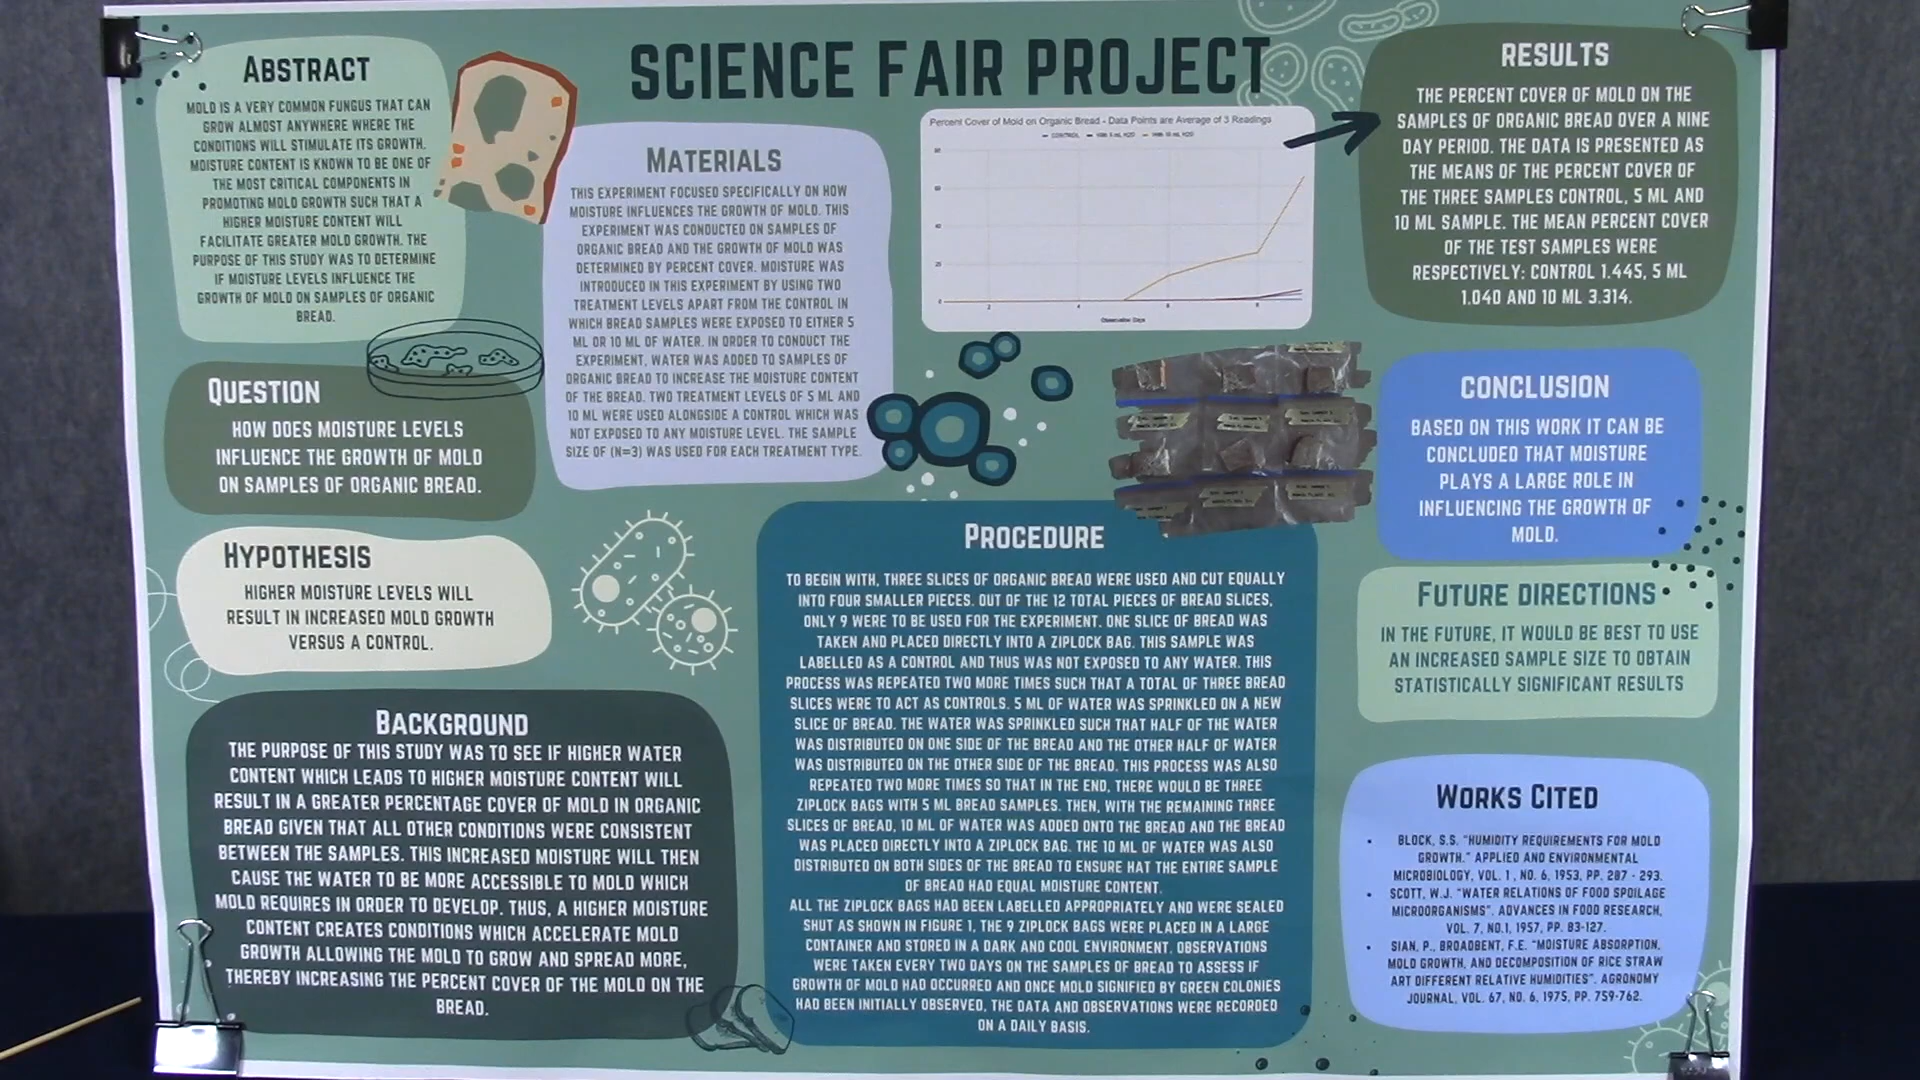 SCIENCE FAIR PROJECT
ABSTRACT
MOLD IS A VERY COMMON FUNGUS THAT CAN
GROW ALMOST ANYWHERE WHERE THE
CONDITIONS WILL STIMULATE ITS GROWTH.
MOISTURE CONTENT IS KNOWN TO BE ONE OF
THE MOST CRITICAL COMPONENTS IN
PROMOTING MOLD GROWTH SUCH THAT A
HIGHER MOISTURE CONTENT WILL
FACILITATE GREATER MOLD GROWTH. THE
PURPOSE OF THIS STUDY WAS TO DETERMINE
IF MOISTURE LEVELS INFLUENCE THE
GROWTH OF MOLD ON SAMPLES OF ORGANIC
BREAD.
QUESTION
HOW DOES MOISTURE LEVELS
INFLUENCE THE GROWTH OF MOLD
ON SAMPLES OF ORGANIC BREAD.
HYPOTHESIS
HIGHER MOISTURE LEVELS WILL
RESULT IN INCREASED MOLD GROWTH
VERSUS A CONTROL.
BACKGROUND
THE PURPOSE OF THIS STUDY WAS TO SEE IF HIGHER WATER
CONTENT WHICH LEADS TO HIGHER MOISTURE CONTENT WILL
RESULT IN A GREATER PERCENTAGE COVER OF MOLD IN ORGANIC
BREAD GIVEN THAT ALL OTHER CONDITIONS WERE CONSISTENT
BETWEEN THE SAMPLES. THIS INCREASED MOISTURE WILL THEN
CAUSE THE WATER TO BE MORE ACCESSIBLE TO MOLD WHICH
MOLD REQUIRES IN ORDER TO DEVELOP. THUS, A HIGHER MOISTURE
CONTENT CREATES CONDITIONS WHICH ACCELERATE MOLD
GROWTH ALLOWING THE MOLD TO GROW AND SPREAD MORE,
THEREBY INCREASING THE PERCENT COVER OF THE MOLD ON THE
BREAD.
MATERIALS
THIS EXPERIMENT FOCUSED SPECIFICALLY ON HOW
MOISTURE INFLUENCES THE GROWTH OF MOLD. THIS
EXPERIMENT WAS CONDUCTED ON SAMPLES OF
ORGANIC BREAD AND THE GROWTH OF MOLD WAS
DETERMINED BY PERCENT COVER. MOISTURE WAS
INTRODUCED IN THIS EXPERIMENT BY USING TWO
TREATMENT LEVELS APART FROM THE CONTROL IN
WHICH BREAD SAMPLES WERE EXPOSED TO EITHER 5
ML OR 10 ML OF WATER. IN ORDER TO CONDUCT THE
EXPERIMENT, WATER WAS ADDED TO SAMPLES OF
ORGANIC BREAD TO INCREASE THE MOISTURE CONTENT
OF THE BREAD. TWO TREATMENT LEVELS OF 5 ML AND
10 ML WERE USED ALONGSIDE A CONTROL WHICH WAS
NOT EXPOSED TO ANY MOISTURE LEVEL. THE SAMPLE
SIZE OF (N=3) WAS USED FOR EACH TREATMENT TYPE.
Percent Cover of Mold on Organic Bread - Data Points are Average of 3 Readings
CONTROL
80
60
40
20
0
2 4 6 8
Observation Days
PROCEDURE
TO BEGIN WITH, THREE SLICES OF ORGANIC BREAD WERE USED AND CUT EQUALLY
INTO FOUR SMALLER PIECES. OUT OF THE 12 TOTAL PIECES OF BREAD SLICES,
ONLY 9 WERE TO BE USED FOR THE EXPERIMENT. ONE SLICE OF BREAD WAS
TAKEN AND PLACED DIRECTLY INTO A ZIPLOCK BAG. THIS SAMPLE WAS
LABELLED AS A CONTROL AND THUS WAS NOT EXPOSED TO ANY WATER. THIS
PROCESS WAS REPEATED TWO MORE TIMES SUCH THAT A TOTAL OF THREE BREAD
SLICES WERE TO ACT AS CONTROLS. 5 ML OF WATER WAS SPRINKLED ON A NEW
SLICE OF BREAD. THE WATER WAS SPRINKLED SUCH THAT HALF OF THE WATER
WAS DISTRIBUTED ON ONE SIDE OF THE BREAD AND THE OTHER HALF OF WATER
WAS DISTRIBUTED ON THE OTHER SIDE OF THE BREAD. THIS PROCESS WAS ALSO
REPEATED TWO MORE TIMES SO THAT IN THE END, THERE WOULD BE THREE
ZIPLOCK BAGS WITH 5 ML BREAD SAMPLES. THEN, WITH THE REMAINING THREE
SLICES OF BREAD, 10 ML OF WATER WAS ADDED ONTO THE BREAD AND THE BREAD
WAS PLACED DIRECTLY INTO A ZIPLOCK BAG. THE 10 ML OF WATER WAS ALSO
DISTRIBUTED ON BOTH SIDES OF THE BREAD TO ENSURE HAT THE ENTIRE SAMPLE
OF BREAD HAD EQUAL MOISTURE CONTENT.
ALL THE ZIPLOCK BAGS HAD BEEN LABELLED APPROPRIATELY AND WERE SEALED
SHUT AS SHOWN IN FIGURE 1, THE 9 ZIPLOCK BAGS WERE PLACED IN A LARGE
CONTAINER AND STORED IN A DARK AND COOL ENVIRONMENT. OBSERVATIONS
WERE TAKEN EVERY TWO DAYS ON THE SAMPLES OF BREAD TO ASSESS IF
GROWTH OF MOLD HAD OCCURRED AND ONCE MOLD SIGNIFIED BY GREEN COLONIES
HAD BEEN INITIALLY OBSERVED, THE DATA AND OBSERVATIONS WERE RECORDED
ON A DAILY BASIS.
RESULTS
THE PERCENT COVER OF MOLD ON THE
SAMPLES OF ORGANIC BREAD OVER A NINE
DAY PERIOD. THE DATA IS PRESENTED AS
THE MEANS OF THE PERCENT COVER OF
THE THREE SAMPLES CONTROL, 5 ML AND
10 ML SAMPLE. THE MEAN PERCENT COVER
OF THE TEST SAMPLES WERE
RESPECTIVELY: CONTROL 1.445, 5 ML
1.040 AND 10 ML 3.314.
CONCLUSION
BASED ON THIS WORK IT CAN BE
CONCLUDED THAT MOISTURE
PLAYS A LARGE ROLE IN
INFLUENCING THE GROWTH OF
MOLD.
FUTURE DIRECTIONS
IN THE FUTURE, IT WOULD BE BEST TO USE
AN INCREASED SAMPLE SIZE TO OBTAIN
STATISTICALLY SIGNIFICANT RESULTS
WORKS CITED
• BLOCK, S.S. "HUMIDITY REQUIREMENTS FOR MOLD
GROWTH." APPLIED AND ENVIRONMENTAL
MICROBIOLOGY, VOL. 1 , NO. 6, 1953, PP. 287 - 293.
• SCOTT, W.J. "WATER RELATIONS OF FOOD SPOILAGE
MICROORGANISMS". ADVANCES IN FOOD RESEARCH,
VOL. 7, NO.1, 1957, PP. 83-127.
• SIAN, P., BROADBENT, F.E. "MOISTURE ABSORPTION,
MOLD GROWTH, AND DECOMPOSITION OF RICE STRAW
ART DIFFERENT RELATIVE HUMIDITIES". AGRONOMY
JOURNAL, VOL. 67, NO. 6, 1975, PP. 759-762.